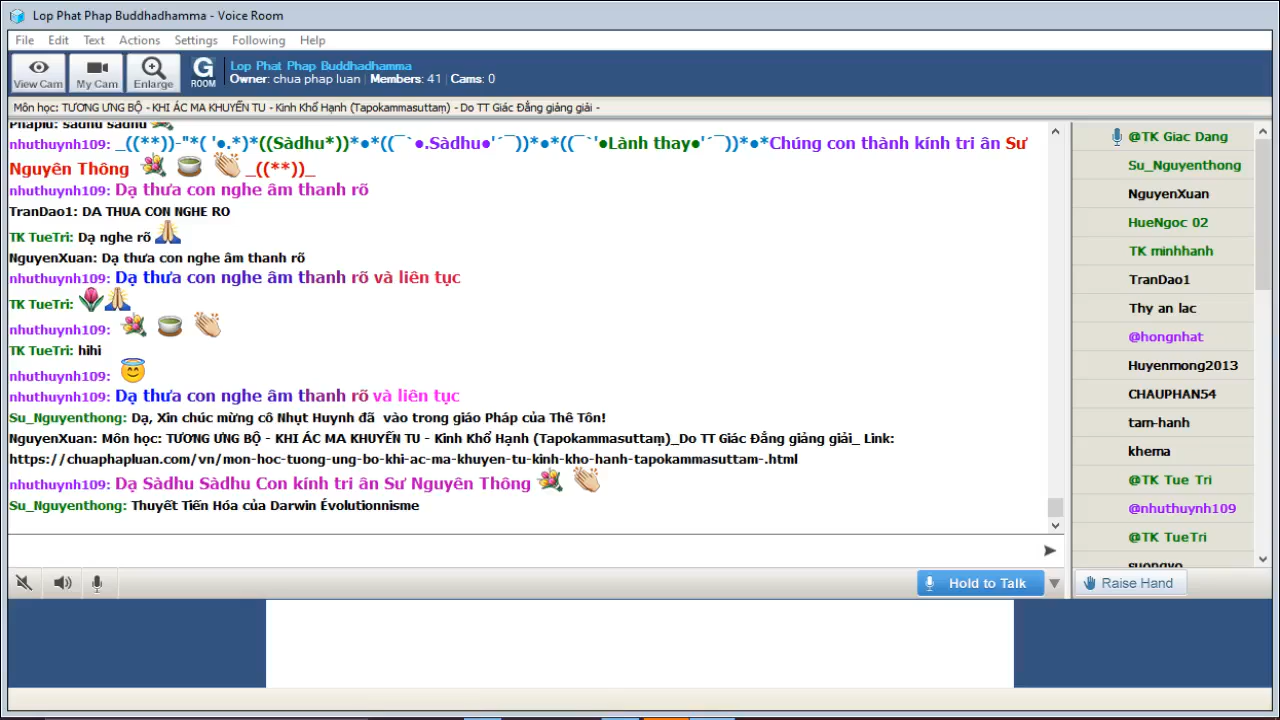 Lop Phat Phap Buddhadhamma - Voice Room
File Edit Text Actions Settings Following Help
View Cam My Cam Enlarge G ROOM
Lop Phat Phap Buddhadhamma
Owner: chua phap luan | Members: 41 | Cams: 0
Môn học: TƯƠNG ƯNG BỘ - KHI ÁC MA KHUYẾN TU - Kinh Khổ Hạnh (Tapokammasuttaṃ) - Do TT Giác Đẳng giảng giải -
Phaplu: sadhu sadhu
nhuthuynh109: _((**))-"*( '●.*)*((Sàdhu*))*●*((¯`●.Sàdhu●'´¯))*●*((¯`'●Lành thay●'´¯))*●*Chúng con thành kính tri ân Sư
Nguyên Thông _((**))_
nhuthuynh109: Dạ thưa con nghe âm thanh rõ
TranDao1: DA THUA CON NGHE RO
TK TueTri: Dạ nghe rõ
NguyenXuan: Dạ thưa con nghe âm thanh rõ
nhuthuynh109: Dạ thưa con nghe âm thanh rõ và liên tục
TK TueTri:
nhuthuynh109:
TK TueTri: hihi
nhuthuynh109:
nhuthuynh109: Dạ thưa con nghe âm thanh rõ và liên tục
Su_Nguyenthong: Dạ, Xin chúc mừng cô Nhụt Huynh đã vào trong giáo Pháp của Thê Tôn!
NguyenXuan: Môn học: TƯƠNG ƯNG BỘ - KHI ÁC MA KHUYẾN TU - Kinh Khổ Hạnh (Tapokammasuttaṃ)_Do TT Giác Đẳng giảng giải_ Link:
https://chuaphapluan.com/vn/mon-hoc-tuong-ung-bo-khi-ac-ma-khuyen-tu-kinh-kho-hanh-tapokammasuttam-.html
nhuthuynh109: Dạ Sàdhu Sàdhu Con kính tri ân Sư Nguyên Thông
Su_Nguyenthong: Thuyết Tiến Hóa của Darwin Évolutionnisme
@TK Giac Dang
Su_Nguyenthong
NguyenXuan
HueNgoc 02
TK minhhanh
TranDao1
Thy an lac
@hongnhat
Huyenmong2013
CHAUPHAN54
tam-hanh
khema
@TK Tue Tri
@nhuthuynh109
@TK TueTri
Hold to Talk
Raise Hand